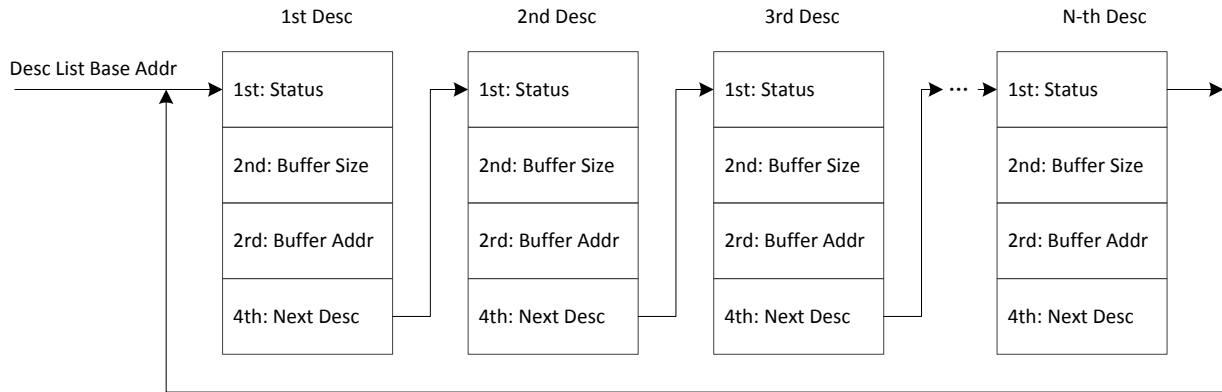 1st Desc
2nd Desc
3rd Desc
N-th Desc
Desc List Base Addr
1st: Status
1st: Status
1st: Status
...
1st: Status
2nd: Buffer Size
2nd: Buffer Size
2nd: Buffer Size
2nd: Buffer Size
2rd: Buffer Addr
2rd: Buffer Addr
2rd: Buffer Addr
2rd: Buffer Addr
4th: Next Desc
4th: Next Desc
4th: Next Desc
4th: Next Desc